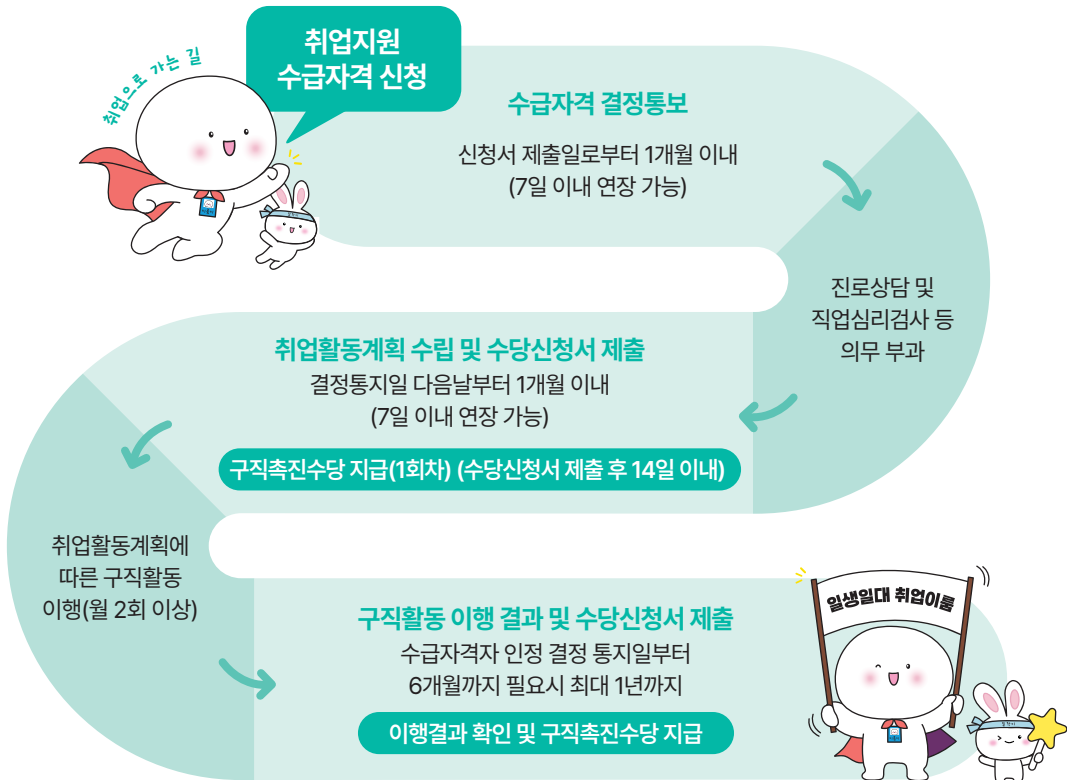 취업으로 가는 길
취업지원
수급자격 신청
수급자격 결정통보
신청서 제출일로부터 1개월 이내
(7일 이내 연장 가능)
진로상담 및
직업심리검사 등
의무 부과
취업활동계획 수립 및 수당신청서 제출
결정통지일 다음날부터 1개월 이내
(7일 이내 연장 가능)
구직촉진수당 지급(1회차) (수당신청서 제출 후 14일 이내)
취업활동계획에
따른 구직활동
이행(월 2회 이상)
구직활동 이행 결과 및 수당신청서 제출
수급자격자 인정 결정 통지일부터
6개월까지 필요시 최대 1년까지
이행결과 확인 및 구직촉진수당 지급
일생일대 취업이룸